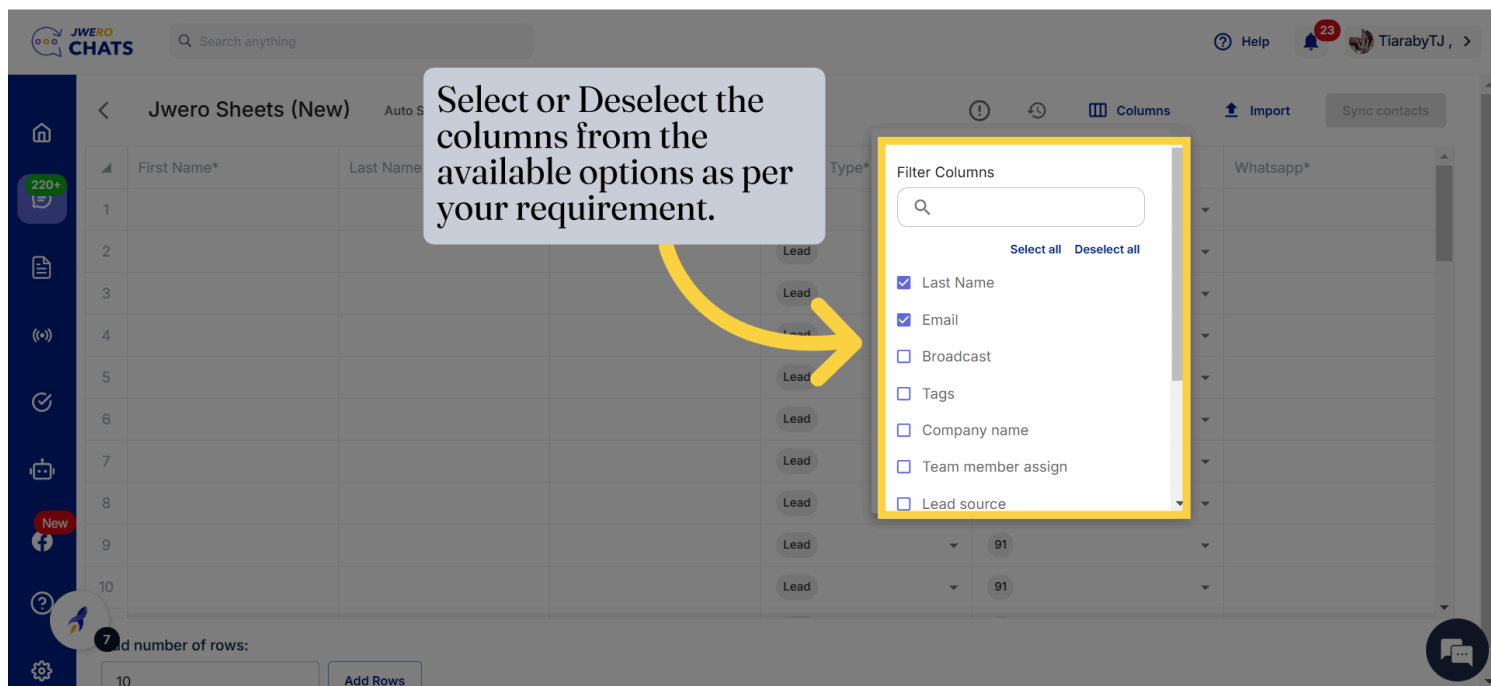 JWERO
CHATS
Search anything
Help
23
TiarabyTJ ,
Jwero Sheets (New)
Auto S
Columns
Import
Sync contacts
Select or Deselect the
columns from the
available options as per
your requirement.
First Name*
Last Name
Type*
Whatsapp*
220+
1
2
Lead
3
Lead
4
Lead
5
Lead
6
Lead
7
Lead
8
Lead
9
Lead
91
10
Lead
91
Filter Columns
Select all
Deselect all
Last Name
Email
Broadcast
Tags
Company name
Team member assign
Lead source
New
7
d number of rows:
10
Add Rows